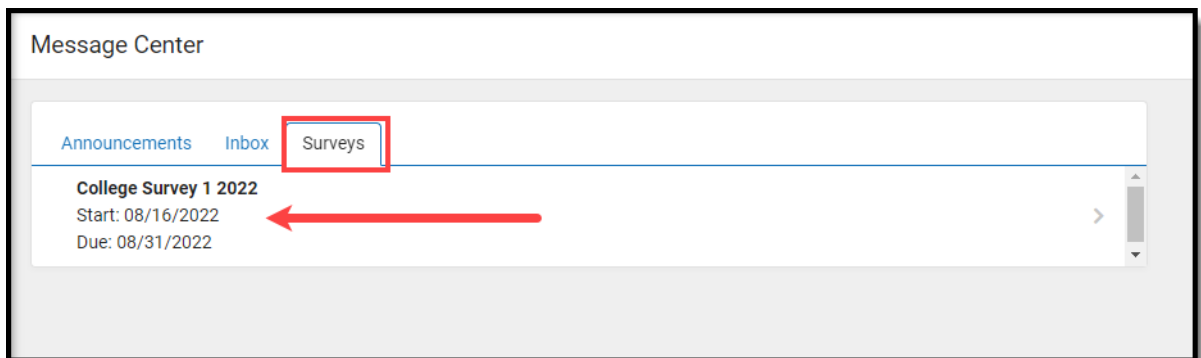 Message Center
Announcements Inbox Surveys
College Survey 1 2022
Start: 08/16/2022
Due: 08/31/2022